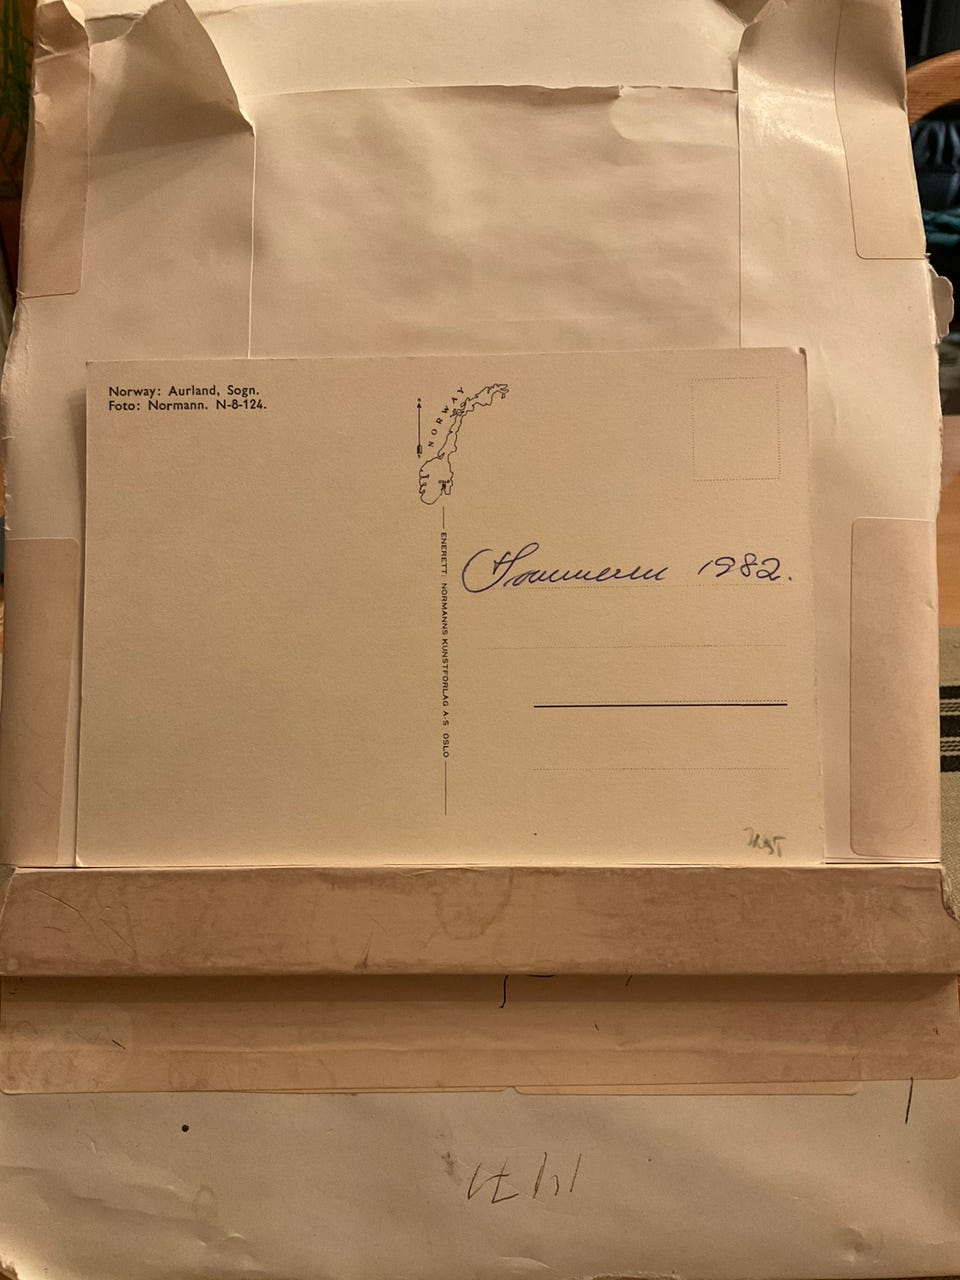 Norway: Aurland, Sogn.
Foto: Normann. N-8-124.
NORWAY
ENERETT: NORMANNS KUNSTFORLAG A-S OSLO
Sommeren 1982.